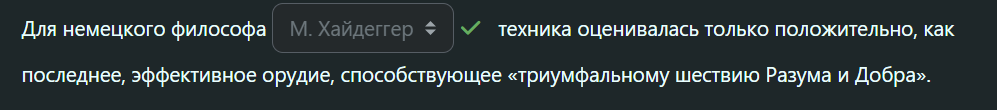 Для немецкого философа М. Хайдеггер техника оценивалась только положительно, как
последнее, эффективное орудие, способствующее «триумфальному шествию Разума и Добра».